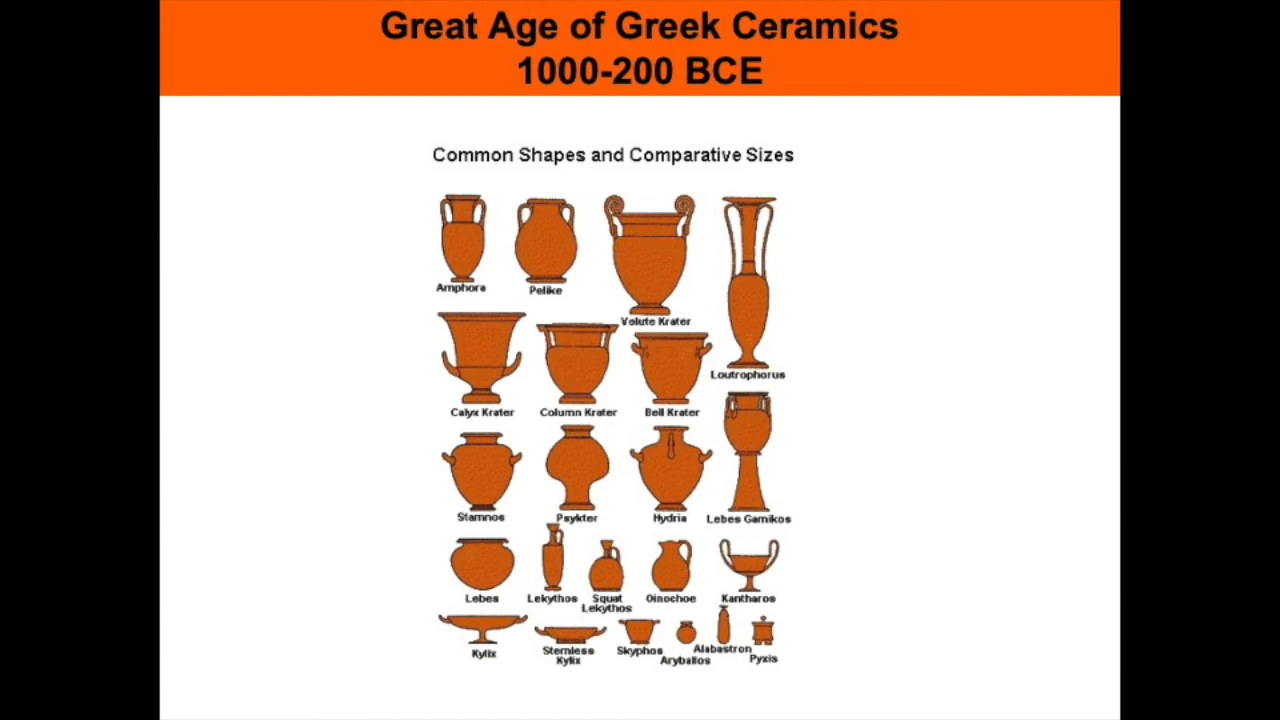 Great Age of Greek Ceramics
1000-200 BCE
Common Shapes and Comparative Sizes
Amphora
Pelike
Volute Krater
Loutrophorus
Calyx Krater
Column Krater
Bell Krater
Stamnos
Psykter
Hydria
Lebes Gamikos
Lebes
Lekythos
Squat
Lekythos
Oinochoe
Kantharos
Kylix
Stemless
Kylix
Skyphos
Aryballos
Alabastron
Pyxis